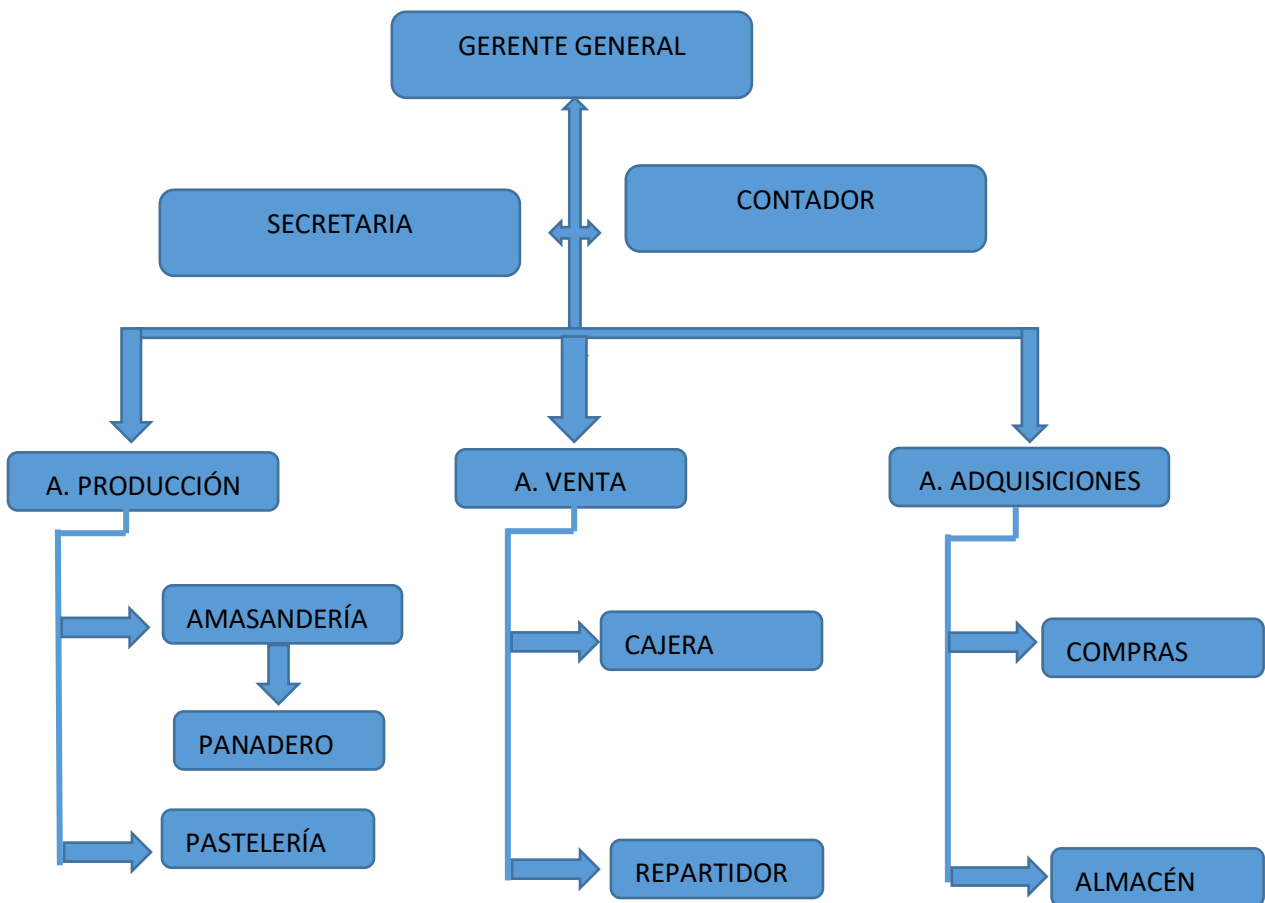 GERENTE GENERAL
SECRETARIA
CONTADOR
A. PRODUCCIÓN
A. VENTA
A. ADQUISICIONES
AMASANDERÍA
CAJERA
COMPRAS
PANADERO
PASTELERÍA
REPARTIDOR
ALMACÉN